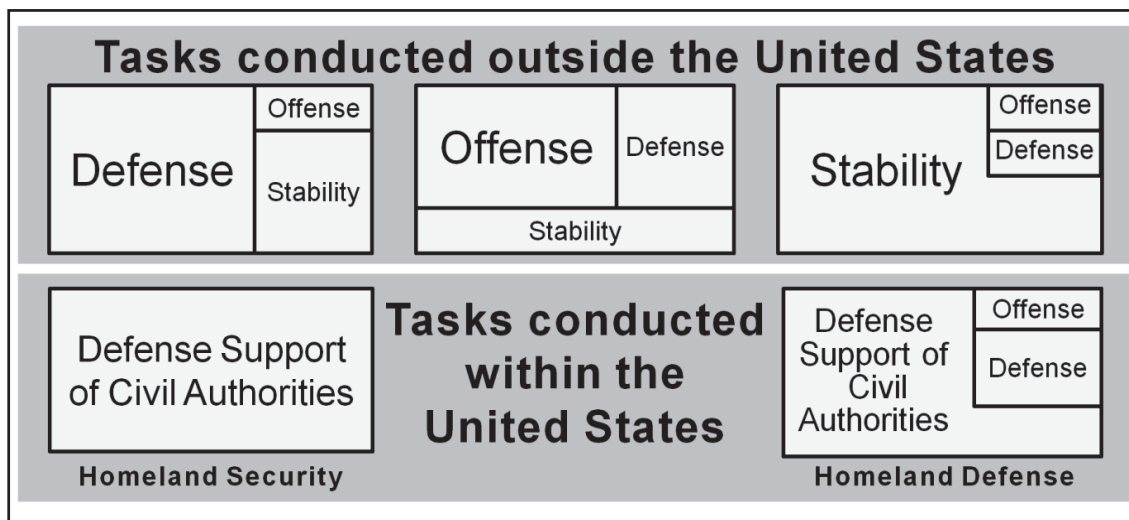 Tasks conducted outside the United States
Defense
Offense
Stability
Offense
Defense
Stability
Stability
Offense
Defense
Defense Support
of Civil Authorities
Homeland Security
Tasks conducted
within the
United States
Defense
Support of
Civil
Authorities
Offense
Defense
Homeland Defense